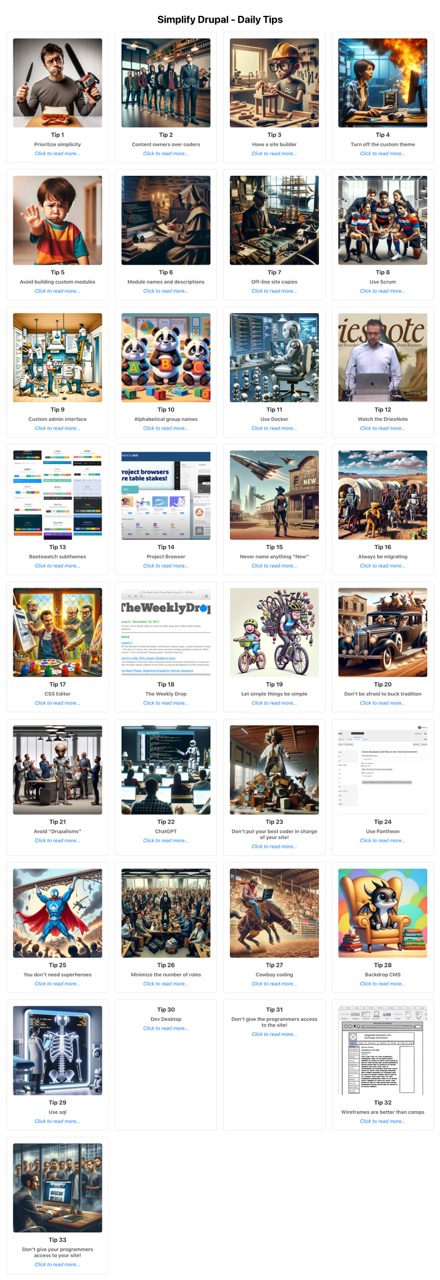 Simplify Drupal - Daily Tips
Tip 1
Prioritize simplicity
Click to read more...
Tip 2
Content owners over coders
Click to read more...
Tip 3
Have a site builder
Click to read more...
Tip 4
Turn off the custom theme
Click to read more...
Tip 5
Avoid building custom modules
Click to read more...
Tip 6
Module names and descriptions
Click to read more...
Tip 7
Off-line site copies
Click to read more...
Tip 8
Use Scrum
Click to read more...
Tip 9
Custom admin interface
Click to read more...
A B C
Tip 10
Alphabetical group names
Click to read more...
Tip 11
Use Docker
Click to read more...
riesnote
Tip 12
Watch the DriesNote
Click to read more...
Tip 13
Bootswatch subthemes
Click to read more...
roject browsers
re table stakes!
Tip 14
Project Browser
Click to read more...
NEW
Tip 15
Never name anything "New"
Click to read more...
Tip 16
Always be migrating
Click to read more...
Tip 17
CSS Editor
Click to read more...
TheWeeklyDrop
Tip 18
The Weekly Drop
Click to read more...
Tip 19
Let simple things be simple
Click to read more...
Tip 20
Don't be afraid to buck tradition
Click to read more...
Tip 21
Avoid "Drupalisms"
Click to read more...
Tip 22
ChatGPT
Click to read more...
Tip 23
Don't put your best coder in charge
of your site!
Click to read more...
Tip 24
Use Pantheon
Click to read more...
Tip 25
You don't need superheroes
Click to read more...
Tip 26
Minimize the number of roles
Click to read more...
Tip 27
Cowboy coding
Click to read more...
Tip 28
Backdrop CMS
Click to read more...
Tip 29
Use sql
Click to read more...
Tip 30
Dev Desktop
Click to read more...
Tip 31
Don't give the programmers access
to the site!
Click to read more...
Tip 32
Wireframes are better than comps
Click to read more...
Tip 33
Don't give your programmers
access to your site!
Click to read more...